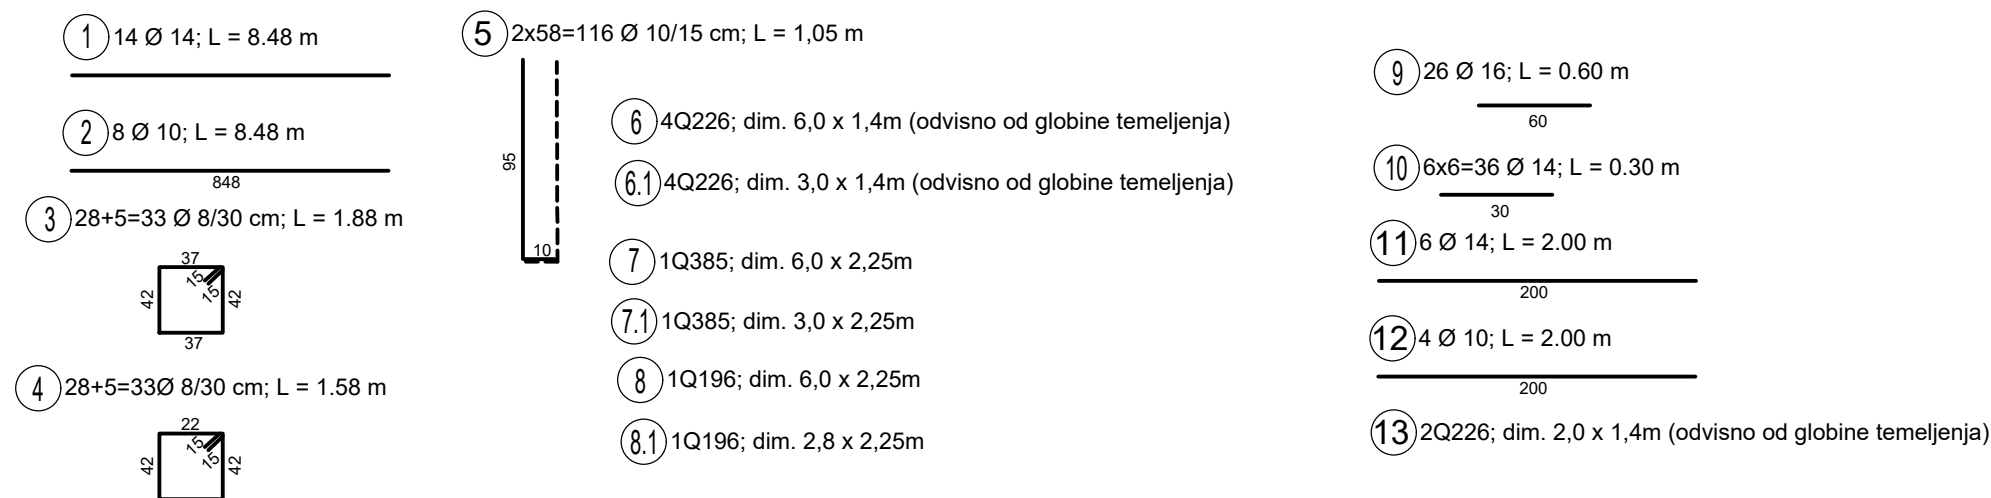 1 14 Ø 14; L = 8.48 m
2 8 Ø 10; L = 8.48 m
848
3 28+5=33 Ø 8/30 cm; L = 1.88 m
37
15
15
42
42
37
4 28+5=33Ø 8/30 cm; L = 1.58 m
22
15
15
42
42
5 2x58=116 Ø 10/15 cm; L = 1,05 m
95
10
6 4Q226; dim. 6,0 x 1,4m (odvisno od globine temeljenja)
6.1 4Q226; dim. 3,0 x 1,4m (odvisno od globine temeljenja)
7 1Q385; dim. 6,0 x 2,25m
7.1 1Q385; dim. 3,0 x 2,25m
8 1Q196; dim. 6,0 x 2,25m
8.1 1Q196; dim. 2,8 x 2,25m
9 26 Ø 16; L = 0.60 m
60
10 6x6=36 Ø 14; L = 0.30 m
30
11 6 Ø 14; L = 2.00 m
200
12 4 Ø 10; L = 2.00 m
200
13 2Q226; dim. 2,0 x 1,4m (odvisno od globine temeljenja)